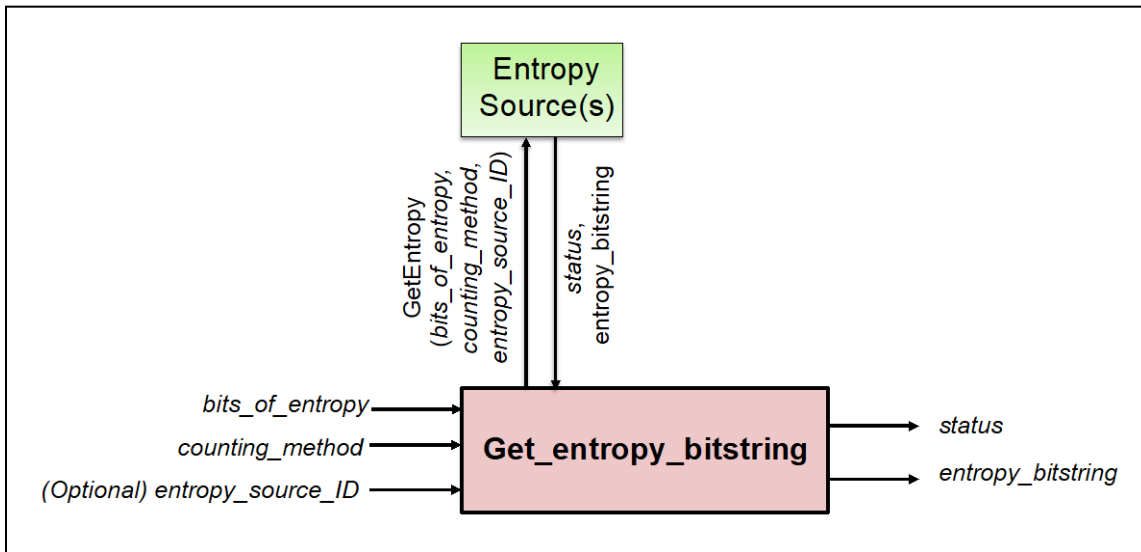 Entropy
Source(s)
GetEntropy
(bits_of_entropy,
counting_method,
entropy_source_ID)
status,
entropy_bitstring
bits_of_entropy
counting_method
(Optional) entropy_source_ID
Get_entropy_bitstring
status
entropy_bitstring